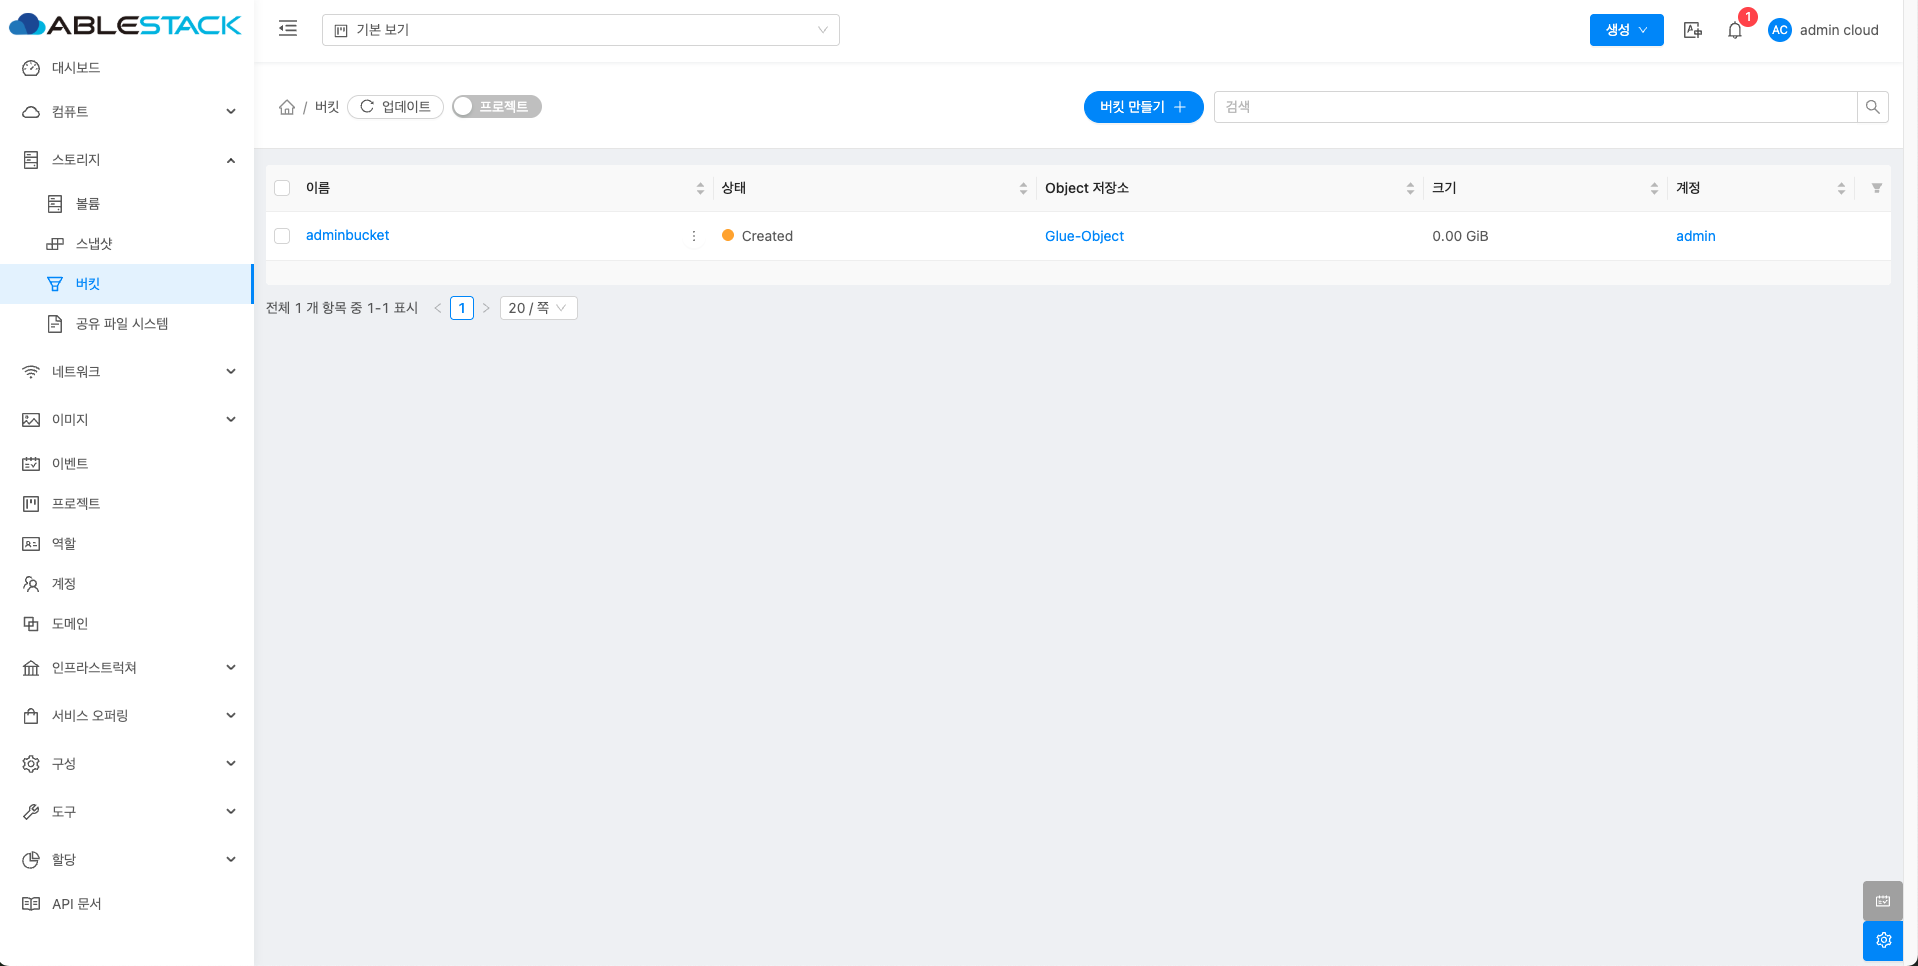 ABLESTACK
기본 보기
생성
1
AC
admin cloud
대시보드
컴퓨트
스토리지
볼륨
스냅샷
버킷
공유 파일 시스템
네트워크
이미지
이벤트
프로젝트
역할
계정
도메인
인프라스트럭쳐
서비스 오퍼링
구성
도구
할당
API 문서
/ 버킷
업데이트
프로젝트
버킷 만들기 +
검색
이름 상태 Object 저장소 크기 계정
adminbucket Created Glue-Object 0.00 GiB admin
전체 1 개 항목 중 1-1 표시 < 1 > 20 / 쪽